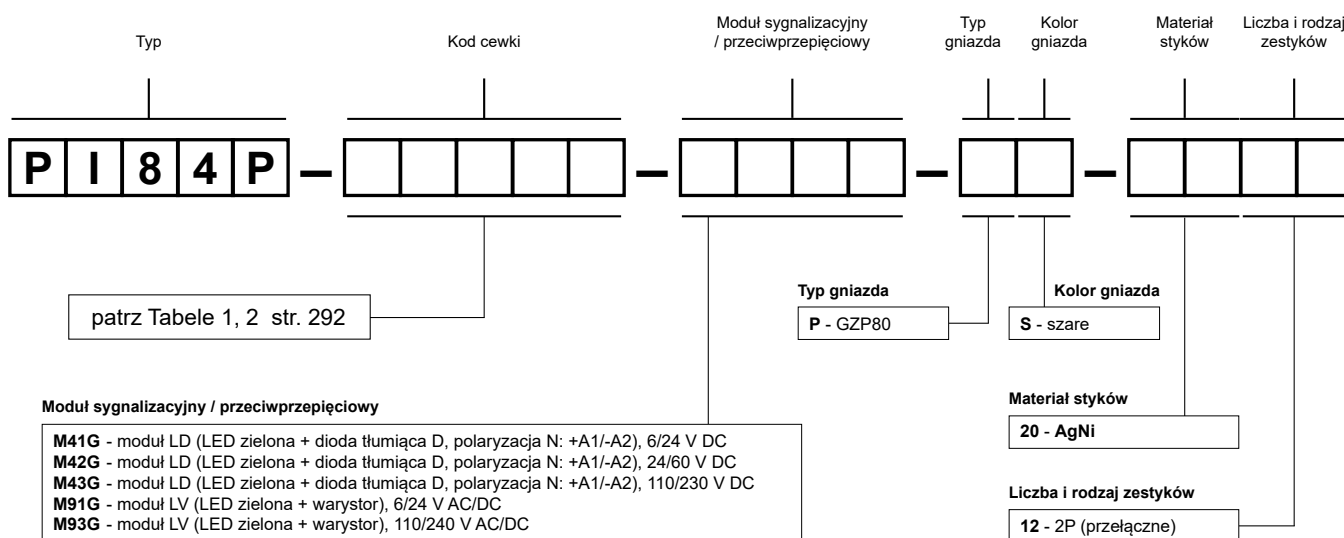 Typ
Kod cewki
Moduł sygnalizacyjny
/ przeciwprzepięciowy
Typ
gniazda
Kolor
gniazda
Materiał
styków
Liczba i rodzaj
zestyków
P I 8 4 P – – – –
patrz Tabele 1, 2 str. 292
Typ gniazda
P - GZP80
Kolor gniazda
S - szare
Moduł sygnalizacyjny / przeciwprzepięciowy
M41G - moduł LD (LED zielona + dioda tłumiąca D, polaryzacja N: +A1/-A2), 6/24 V DC
M42G - moduł LD (LED zielona + dioda tłumiąca D, polaryzacja N: +A1/-A2), 24/60 V DC
M43G - moduł LD (LED zielona + dioda tłumiąca D, polaryzacja N: +A1/-A2), 110/230 V DC
M91G - moduł LV (LED zielona + warystor), 6/24 V AC/DC
M93G - moduł LV (LED zielona + warystor), 110/240 V AC/DC
Materiał styków
20 - AgNi
Liczba i rodzaj zestyków
12 - 2P (przełączne)